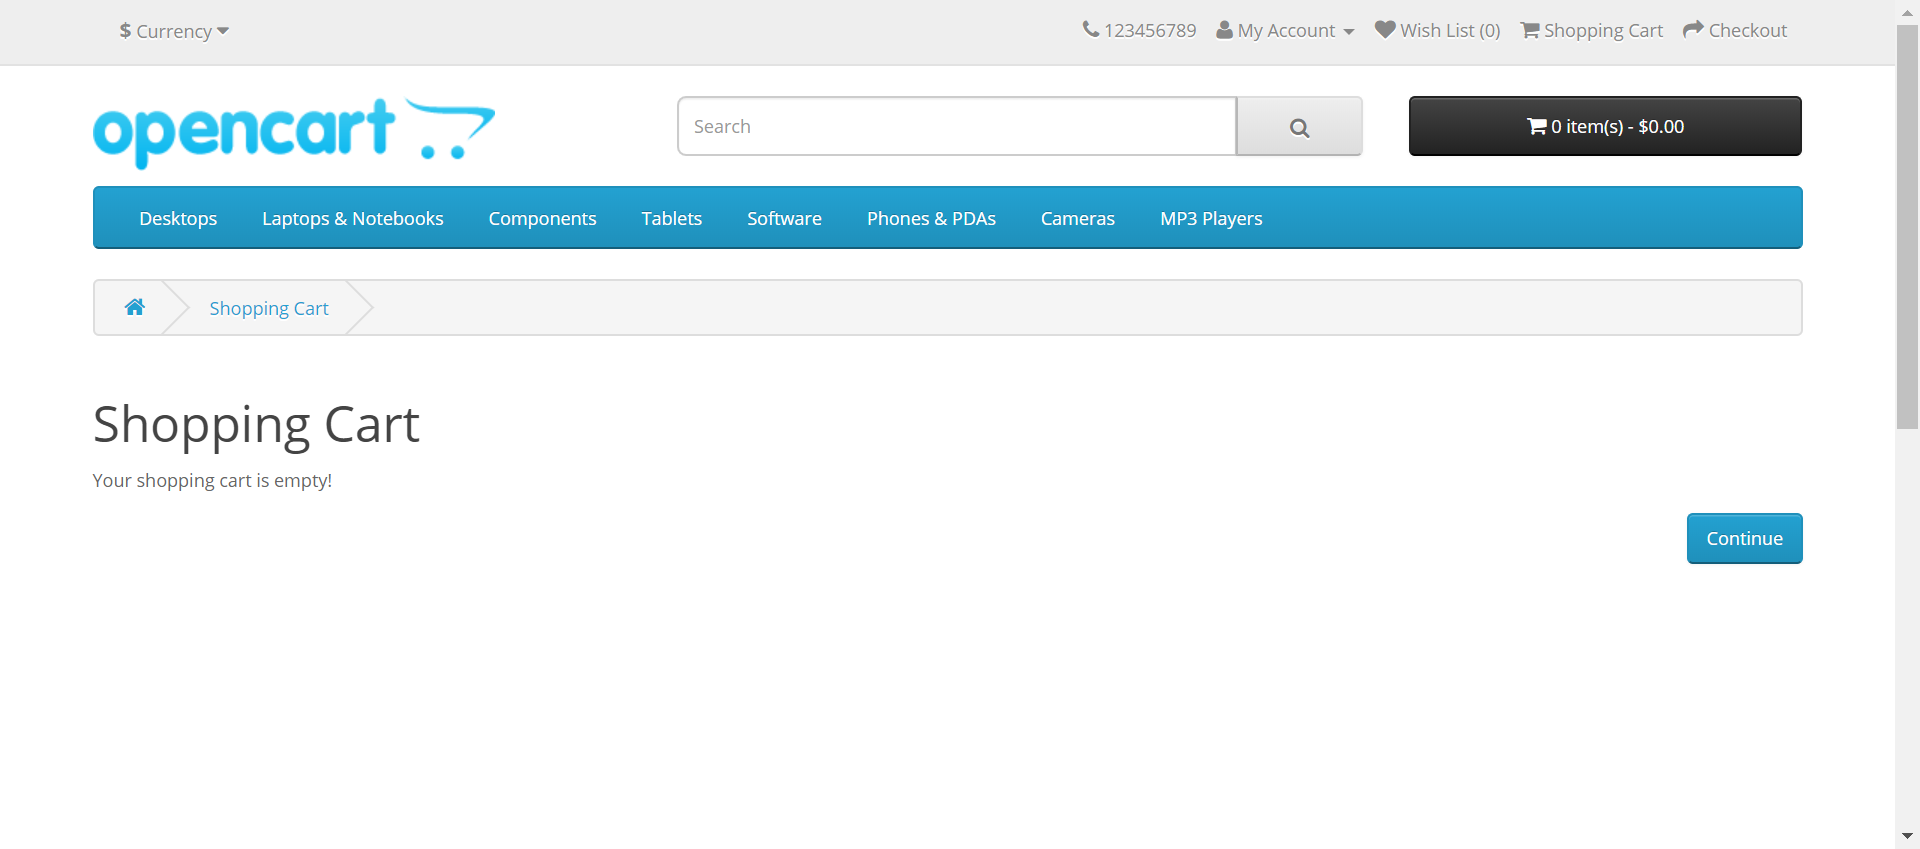 $ Currency
123456789 My Account Wish List (0) Shopping Cart Checkout
opencart
Search
0 item(s) - $0.00
Desktops Laptops & Notebooks Components Tablets Software Phones & PDAs Cameras MP3 Players
Shopping Cart
Shopping Cart
Your shopping cart is empty!
Continue